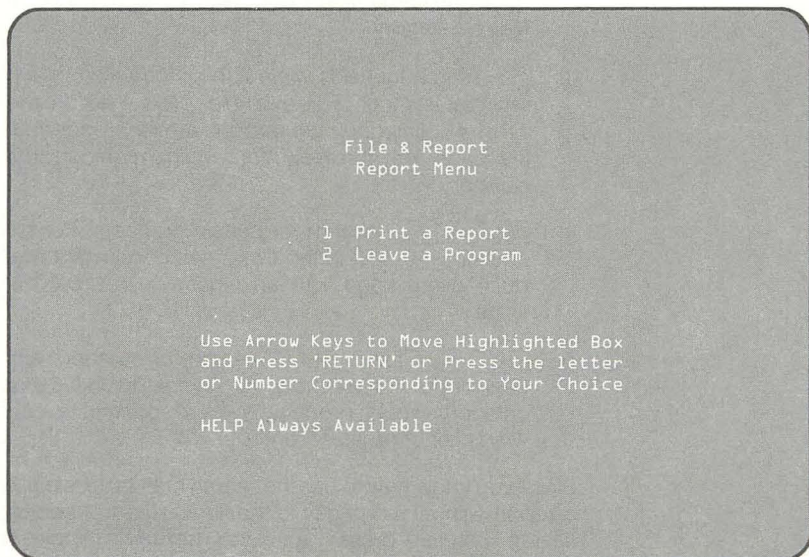 File & Report
Report Menu
1 Print a Report
2 Leave a Program
Use Arrow Keys to Move Highlighted Box
and Press 'RETURN' or Press the letter
or Number Corresponding to Your Choice
HELP Always Available